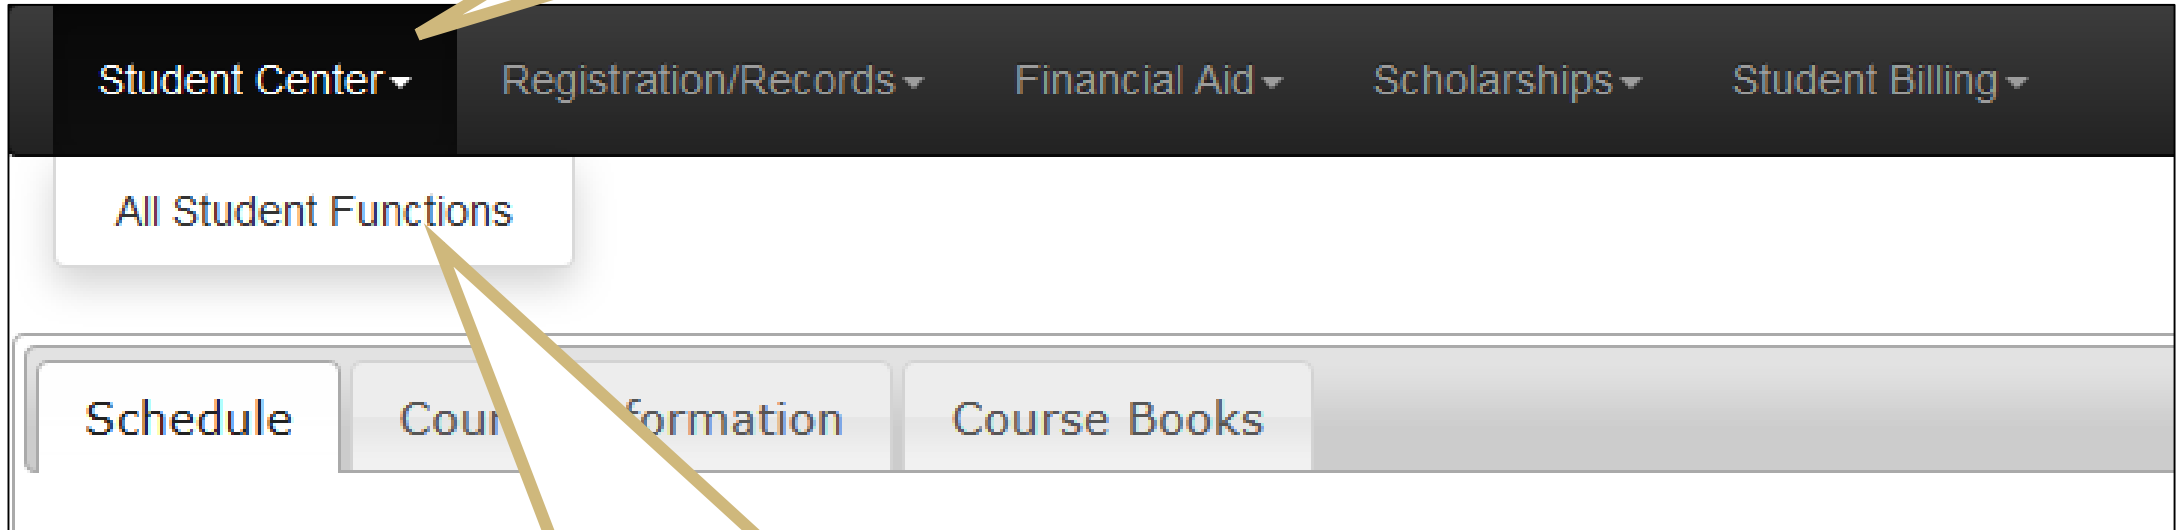 Student Center Registration/Records Financial Aid Scholarships Student Billing
All Student Functions
Schedule Course Books